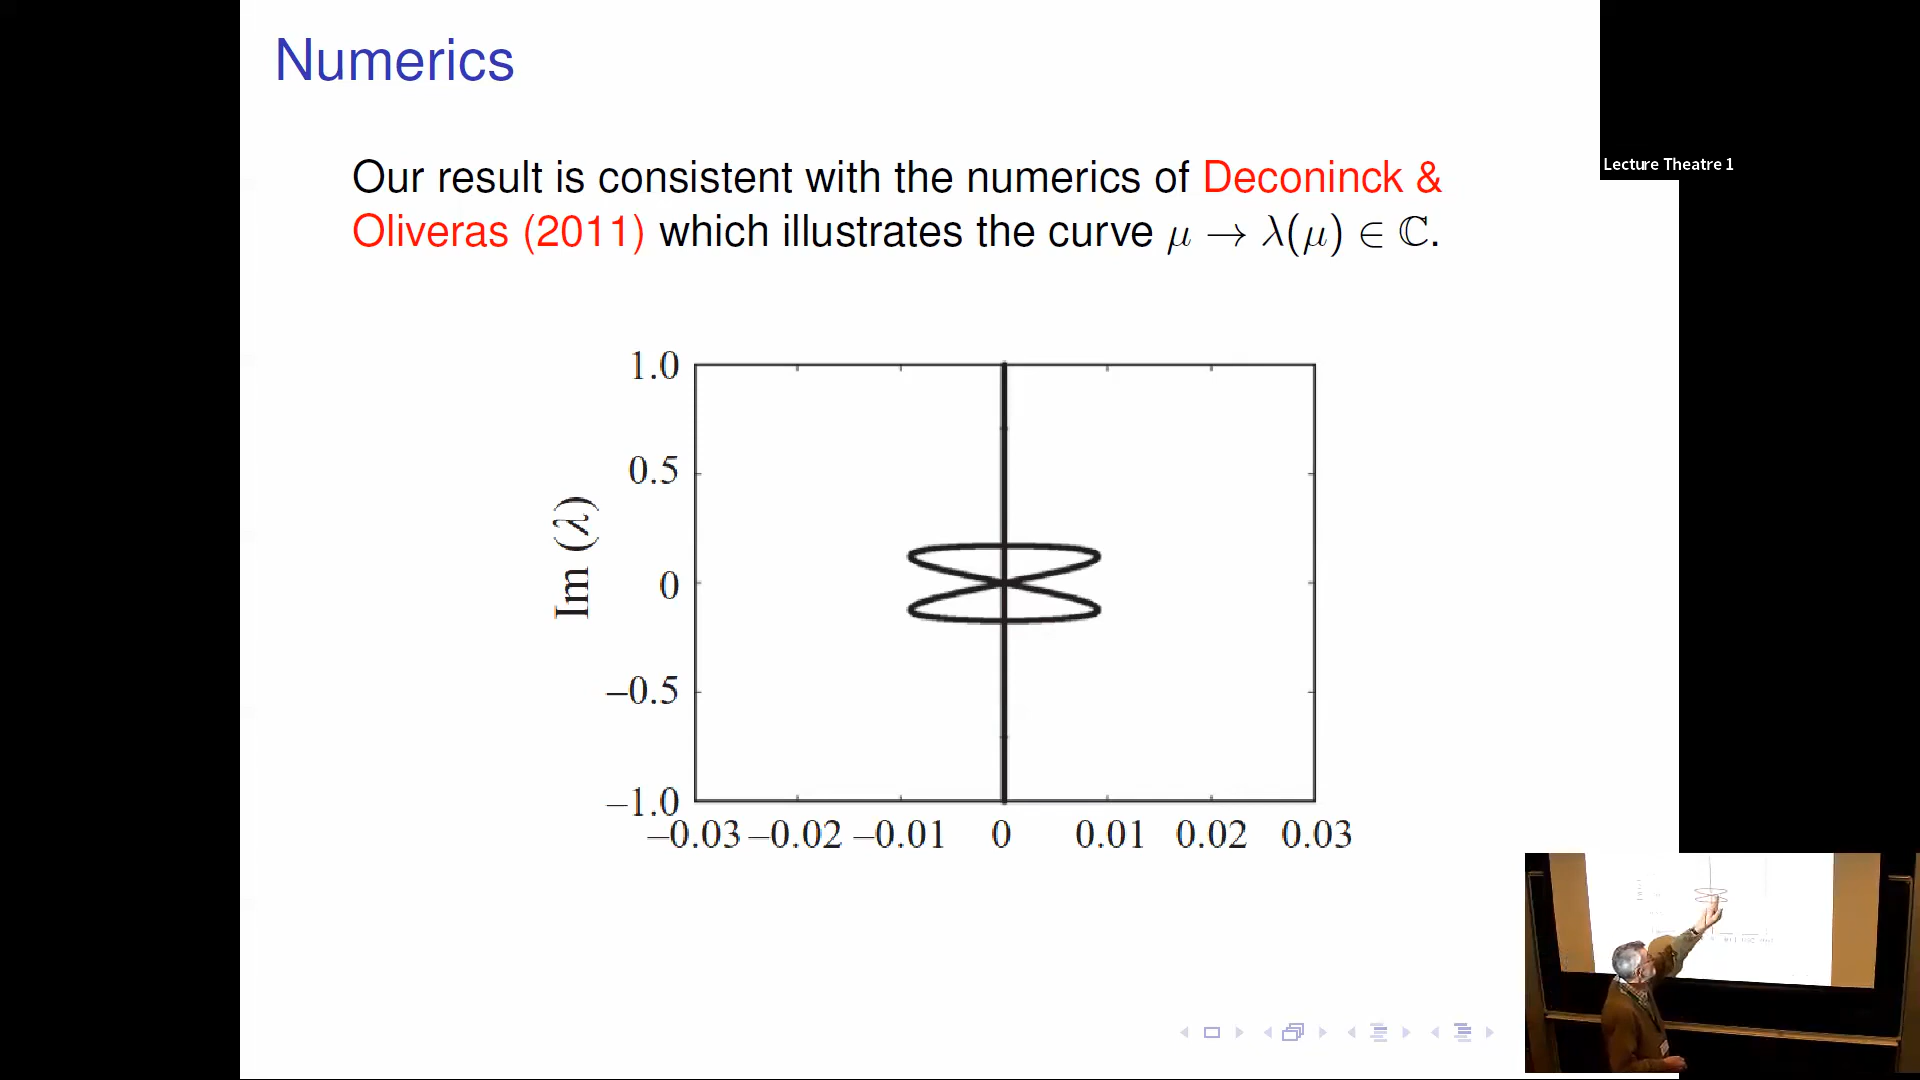 Numerics
Our result is consistent with the numerics of Deconinck &
Oliveras (2011) which illustrates the curve μ → λ(μ) ∈ ℂ.
Lecture Theatre 1
1.0
0.5
Im (λ)
0
–0.5
–1.0
–0.03 –0.02 –0.01 0 0.01 0.02 0.03